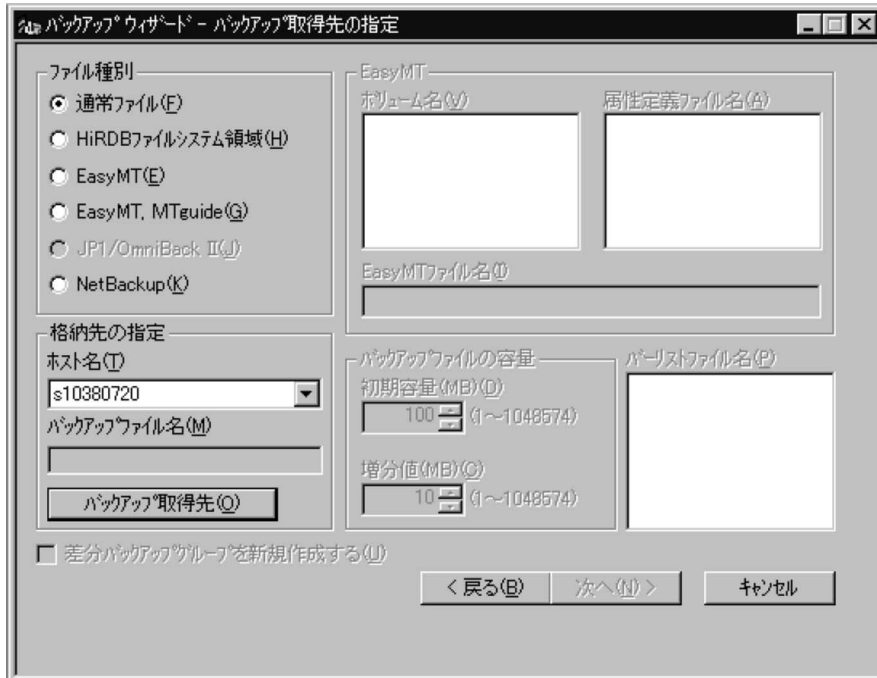 バックアップウィザード - バックアップ取得先の指定
ファイル種別
通常ファイル(F)
HiRDBファイルシステム領域(H)
EasyMT(E)
EasyMT, MTguide(G)
JP1/OmniBack II(J)
NetBackup(K)
格納先の指定
ホスト名(T)
s10380720
バックアップファイル名(M)
バックアップ取得先(O)
EasyMT
ボリューム名(V)
属性定義ファイル名(A)
EasyMTファイル名(I)
バックアップファイルの容量
初期容量(MB)(D)
100 (1～1048574)
増分値(MB)(C)
10 (1～1048574)
パーリストファイル名(P)
差分バックアップグループを新規作成する(U)
< 戻る(B) 次へ(N) > キャンセル